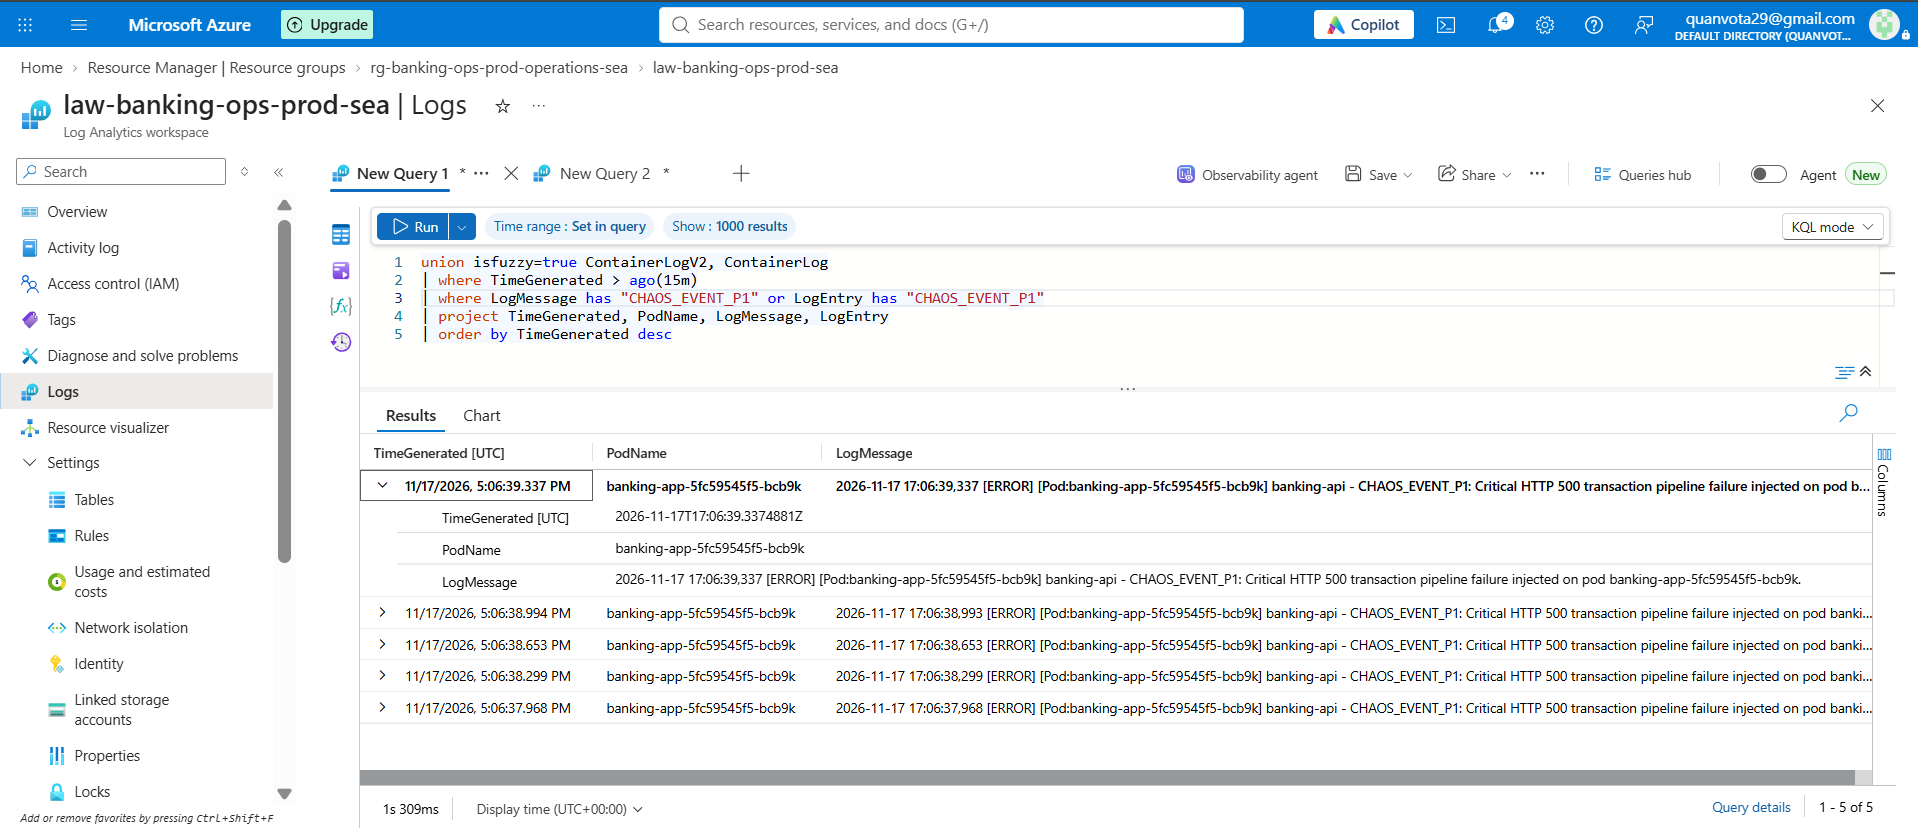 Microsoft Azure
Upgrade
Search resources, services, and docs (G+/)
Copilot
4
quanvota29@gmail.com
DEFAULT DIRECTORY (QUANVOT...
Home > Resource Manager | Resource groups > rg-banking-ops-prod-operations-sea > law-banking-ops-prod-sea
law-banking-ops-prod-sea | Logs
Log Analytics workspace
Search
Overview
Activity log
Access control (IAM)
Tags
Diagnose and solve problems
Logs
Resource visualizer
Settings
Tables
Rules
Usage and estimated
costs
Network isolation
Identity
Linked storage
accounts
Properties
Locks
Add or remove favorites by pressing Ctrl+Shift+F
New Query 1 * ...
New Query 2 *
Observability agent
Save
Share
Queries hub
Agent
New
Run
Time range : Set in query
Show : 1000 results
KQL mode
{fx}
1 union isfuzzy=true ContainerLogV2, ContainerLog
2 | where TimeGenerated > ago(15m)
3 | where LogMessage has "CHAOS_EVENT_P1" or LogEntry has "CHAOS_EVENT_P1"
4 | project TimeGenerated, PodName, LogMessage, LogEntry
5 | order by TimeGenerated desc
Results
Chart
TimeGenerated [UTC] PodName LogMessage
11/17/2026, 5:06:39.337 PM banking-app-5fc59545f5-bcb9k 2026-11-17 17:06:39,337 [ERROR] [Pod:banking-app-5fc59545f5-bcb9k] banking-api - CHAOS_EVENT_P1: Critical HTTP 500 transaction pipeline failure injected on pod b...
TimeGenerated [UTC] 2026-11-17T17:06:39.3374881Z
PodName banking-app-5fc59545f5-bcb9k
LogMessage 2026-11-17 17:06:39,337 [ERROR] [Pod:banking-app-5fc59545f5-bcb9k] banking-api - CHAOS_EVENT_P1: Critical HTTP 500 transaction pipeline failure injected on pod banking-app-5fc59545f5-bcb9k.
11/17/2026, 5:06:38.994 PM banking-app-5fc59545f5-bcb9k 2026-11-17 17:06:38,993 [ERROR] [Pod:banking-app-5fc59545f5-bcb9k] banking-api - CHAOS_EVENT_P1: Critical HTTP 500 transaction pipeline failure injected on pod banki...
11/17/2026, 5:06:38.653 PM banking-app-5fc59545f5-bcb9k 2026-11-17 17:06:38,653 [ERROR] [Pod:banking-app-5fc59545f5-bcb9k] banking-api - CHAOS_EVENT_P1: Critical HTTP 500 transaction pipeline failure injected on pod banki...
11/17/2026, 5:06:38.299 PM banking-app-5fc59545f5-bcb9k 2026-11-17 17:06:38,299 [ERROR] [Pod:banking-app-5fc59545f5-bcb9k] banking-api - CHAOS_EVENT_P1: Critical HTTP 500 transaction pipeline failure injected on pod banki...
11/17/2026, 5:06:37.968 PM banking-app-5fc59545f5-bcb9k 2026-11-17 17:06:37,968 [ERROR] [Pod:banking-app-5fc59545f5-bcb9k] banking-api - CHAOS_EVENT_P1: Critical HTTP 500 transaction pipeline failure injected on pod banki...
Columns
1s 309ms
Display time (UTC+00:00)
Query details
1 - 5 of 5